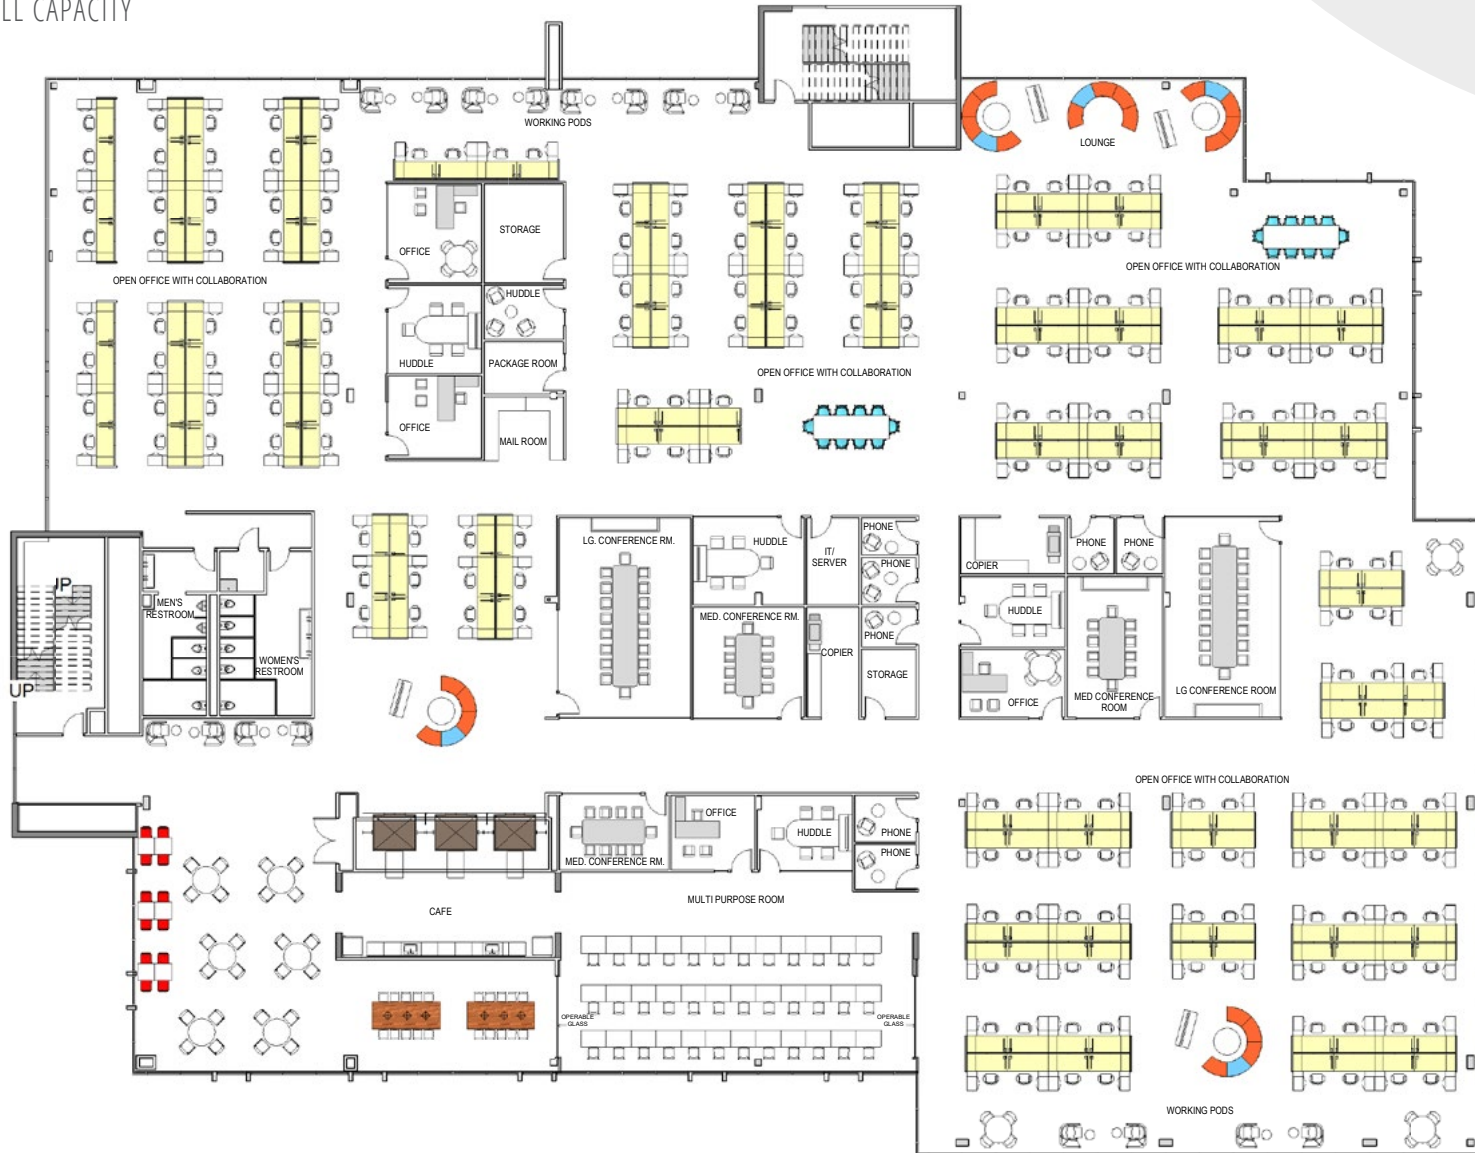 LL CAPACITY
WORKING PODS
LOUNGE
OFFICE
STORAGE
OPEN OFFICE WITH COLLABORATION
OPEN OFFICE WITH COLLABORATION
HUDDLE
HUDDLE
PACKAGE ROOM
OPEN OFFICE WITH COLLABORATION
OFFICE
MAIL ROOM
LG. CONFERENCE RM.
HUDDLE
IT/
SERVER
PHONE
PHONE
COPIER
PHONE
PHONE
UP
MEN'S
RESTROOM
WOMEN'S
RESTROOM
MED. CONFERENCE RM.
COPIER
PHONE
STORAGE
HUDDLE
OFFICE
MED CONFERENCE
ROOM
LG CONFERENCE ROOM
UP
OPEN OFFICE WITH COLLABORATION
MED. CONFERENCE RM.
OFFICE
HUDDLE
PHONE
PHONE
CAFE
MULTI PURPOSE ROOM
OPERABLE
GLASS
OPERABLE
GLASS
WORKING PODS